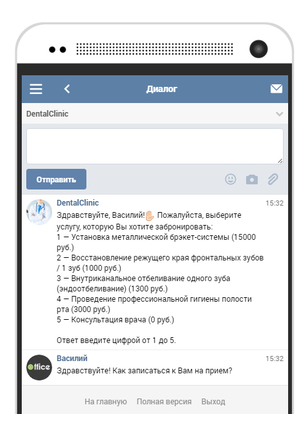 Диалог
DentalClinic
Отправить
DentalClinic 15:32
Здравствуйте, Василий!✋ Пожалуйста, выберите
услугу, которую Вы хотите забронировать:
1 — Установка металлической брэкет-системы (15000
руб.)
2 — Восстановление режущего края фронтальных зубов
/ 1 зуб (1000 руб.)
3 — Внутриканальное отбеливание одного зуба
(эндоотбеливание) (1300 руб.)
4 — Проведение профессиональной гигиены полости
рта (3000 руб.)
5 — Консультация врача (0 руб.)
Ответ введите цифрой от 1 до 5.
office
Василий 15:32
Здравствуйте! Как записаться к Вам на прием?
На главную Полная версия Выход